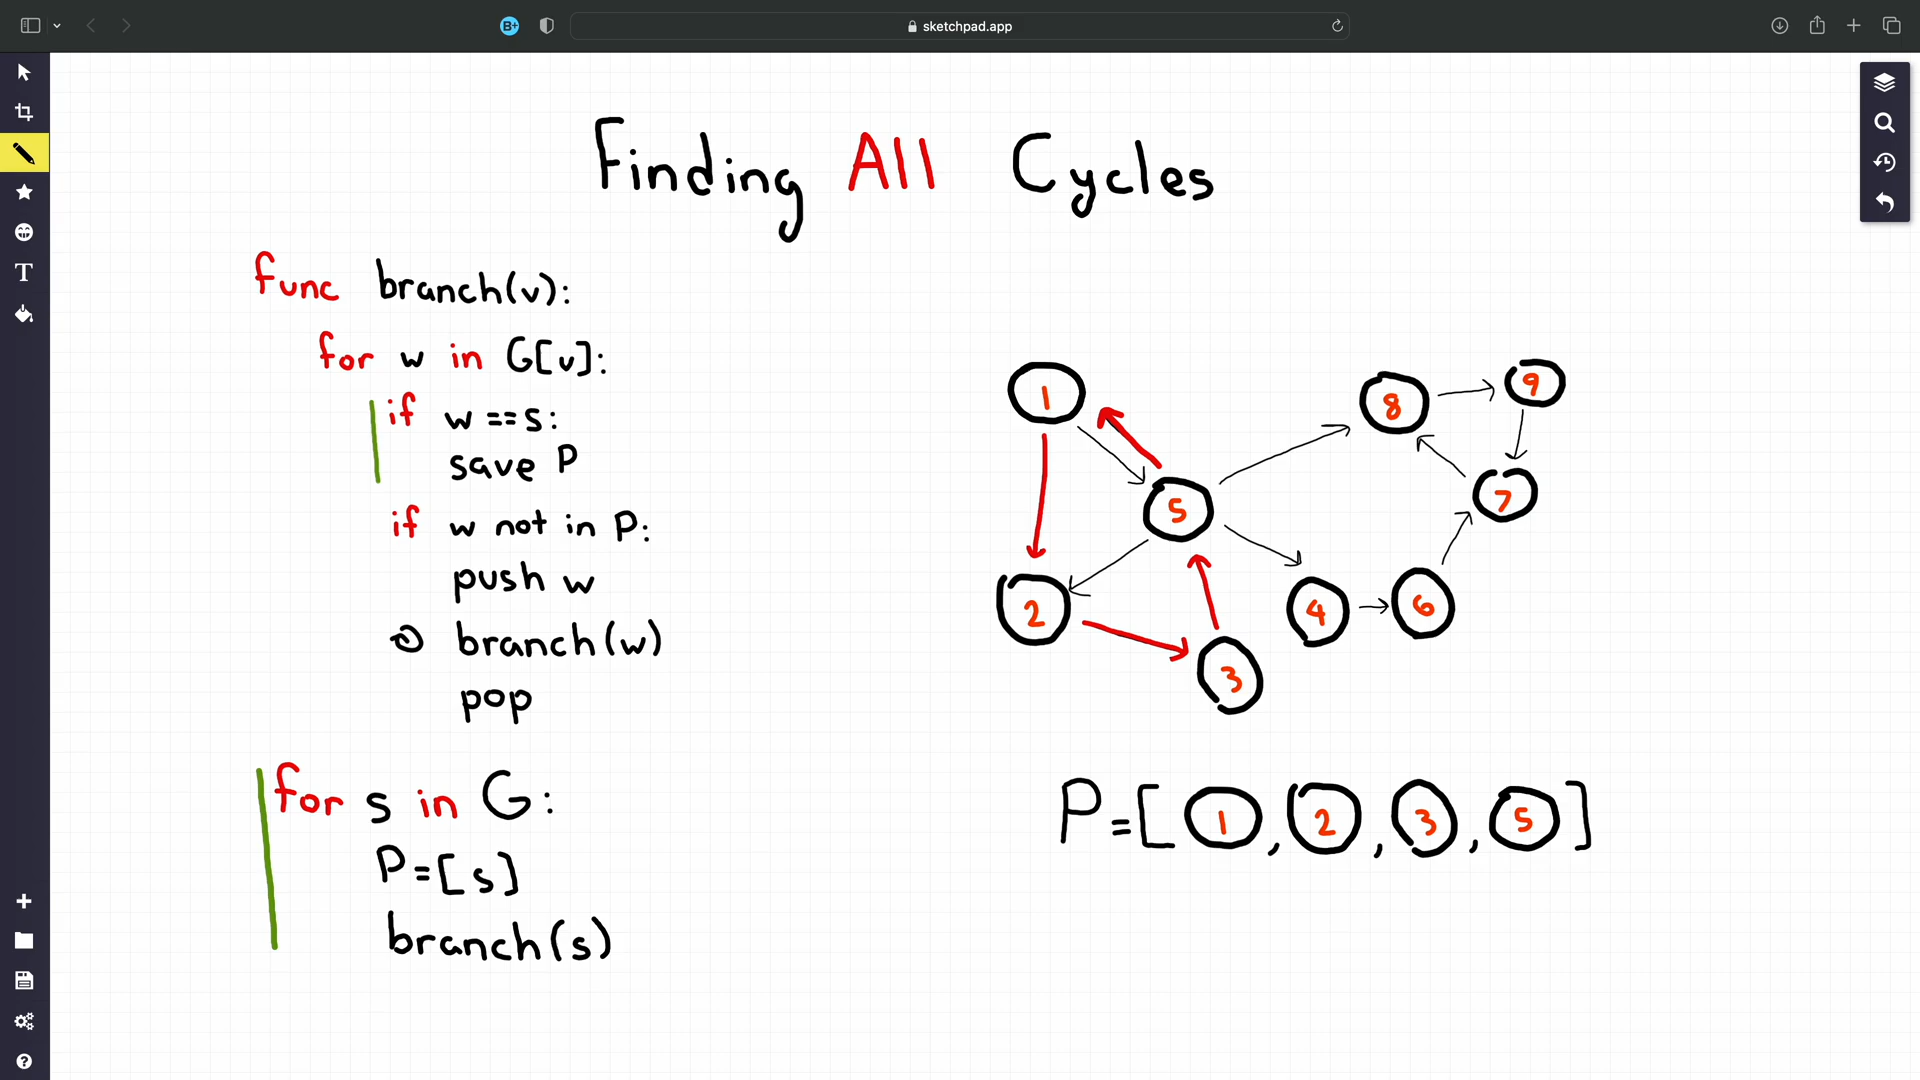 sketchpad.app
Finding All Cycles
func branch(v):
for w in G[v]:
if w == s:
save P
if w not in P:
push w
branch(w)
pop
for s in G:
P=[s]
branch(s)
1
8
9
5
7
2
4
6
3
P=[1, 2, 3, 5]
B+
T
?